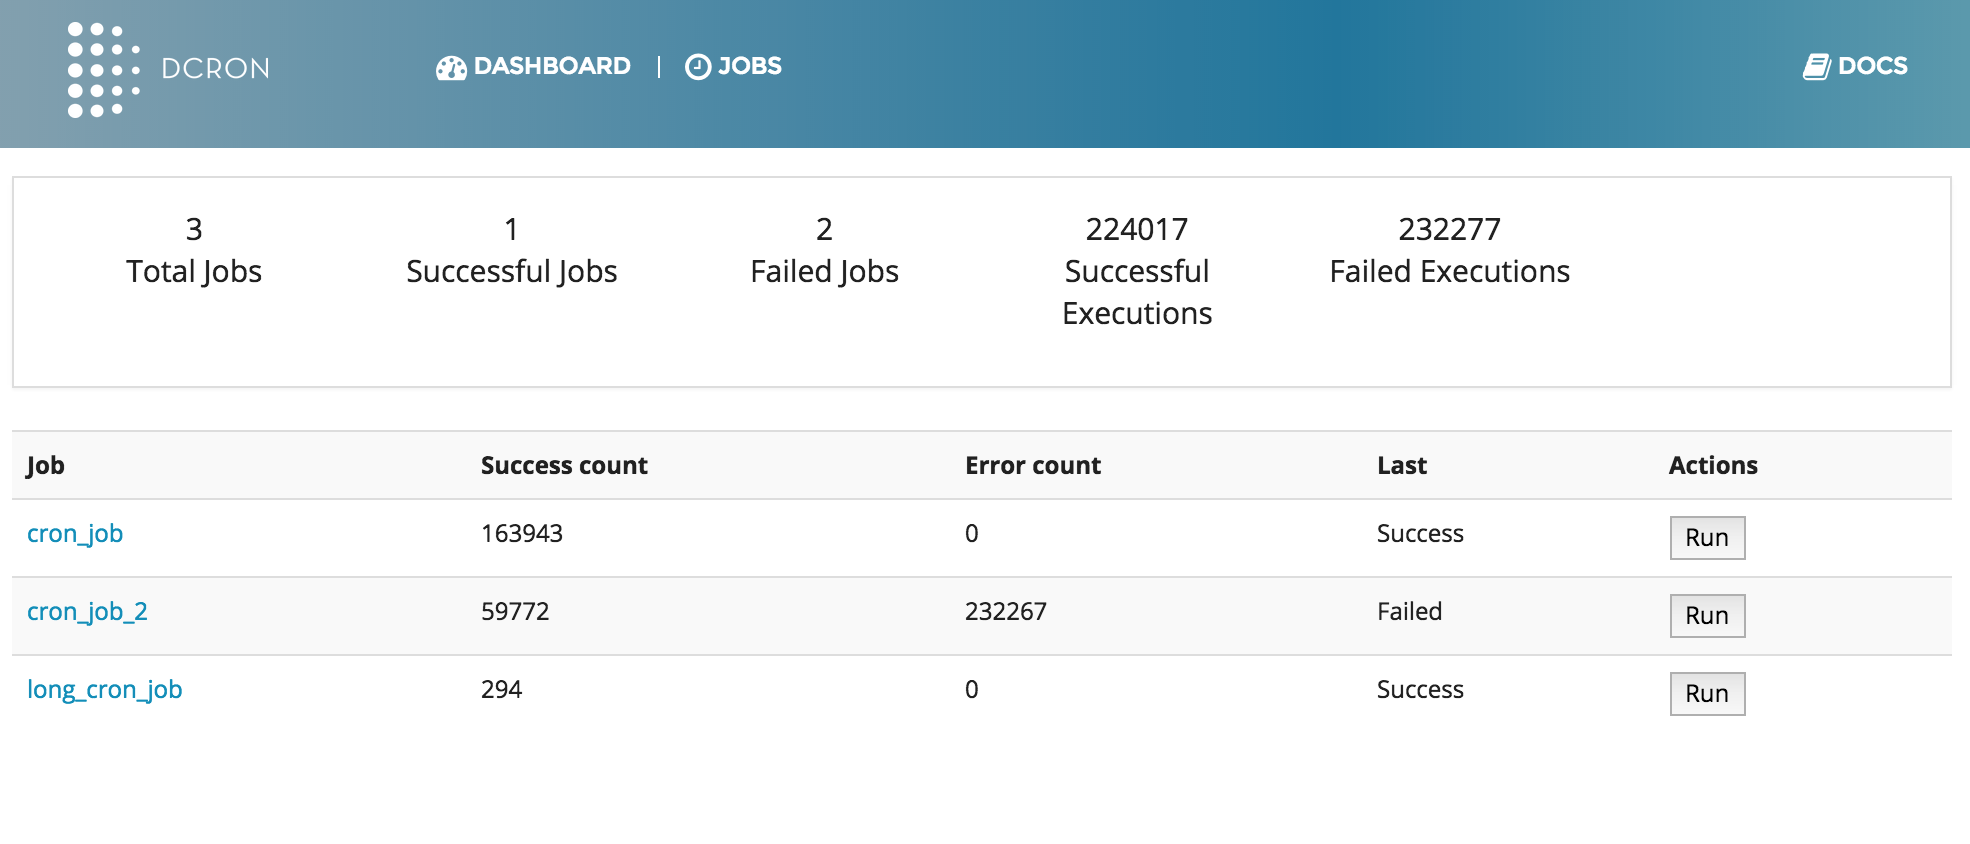 DCRON DASHBOARD | JOBS DOCS
3 1 2 224017 232277
Total Jobs Successful Jobs Failed Jobs Successful Failed Executions
Executions
Job Success count Error count Last Actions
cron_job 163943 0 Success Run
cron_job_2 59772 232267 Failed Run
long_cron_job 294 0 Success Run